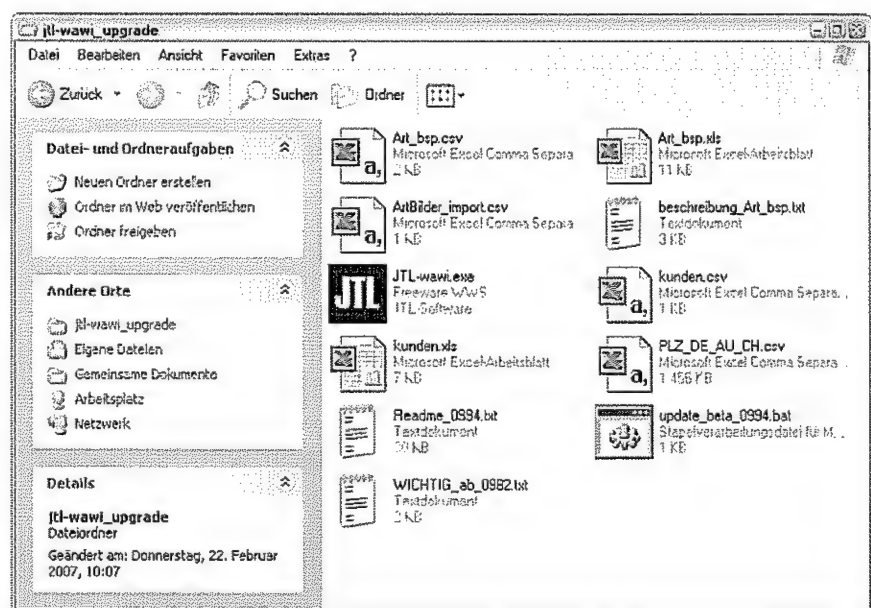 jtl-wawi_upgrade
Datei Bearbeiten Ansicht Favoriten Extras ?
Zurück Suchen Ordner
Datei- und Ordneraufgaben
Neuen Ordner erstellen
Ordner im Web veröffentlichen
Ordner freigeben
Andere Orte
jtl-wawi_upgrade
Eigene Dateien
Gemeinsame Dokumente
Arbeitsplatz
Netzwerk
Details
jtl-wawi_upgrade
Dateiordner
Geändert am: Donnerstag, 22. Februar
2007, 10:07
Art_bsp.csv
Microsoft Excel Comma Separa
2 KB
Art_bsp.xls
Microsoft Excel-Arbeitsblatt
11 KB
ArtBilder_import.csv
Microsoft Excel Comma Separa
1 KB
beschreibung_Art_bsp.txt
Textdokument
3 KB
JTL
JTL-wawi.exe
Freeware WWS
JTL-Software
kunden.csv
Microsoft Excel Comma Separa...
1 KB
kunden.xls
Microsoft Excel-Arbeitsblatt
7 KB
PLZ_DE_AU_CH.csv
Microsoft Excel Comma Separa...
1.456 KB
Readme_0994.txt
Textdokument
KB
update_beta_0994.bat
Stapelverarbeitungsdatei für M...
1 KB
WICHTIG_ab_0982.txt
Textdokument
2 KB